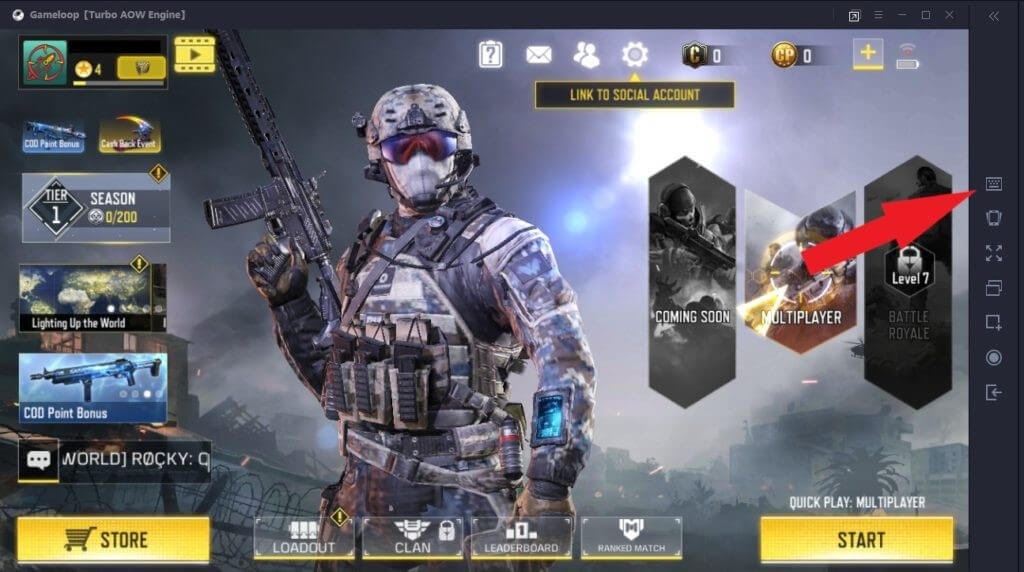 Gameloop [Turbo AOW Engine]
4
0
0
LINK TO SOCIAL ACCOUNT
COD Point Bonus
Cash Back Event
TIER
1
SEASON
0/200
Lighting Up the World
COD Point Bonus
COMING SOON
MULTIPLAYER
Level 7
BATTLE
ROYALE
WORLD] RØÇKY: Q
QUICK PLAY: MULTIPLAYER
STORE
LOADOUT
CLAN
LEADERBOARD
RANKED MATCH
START